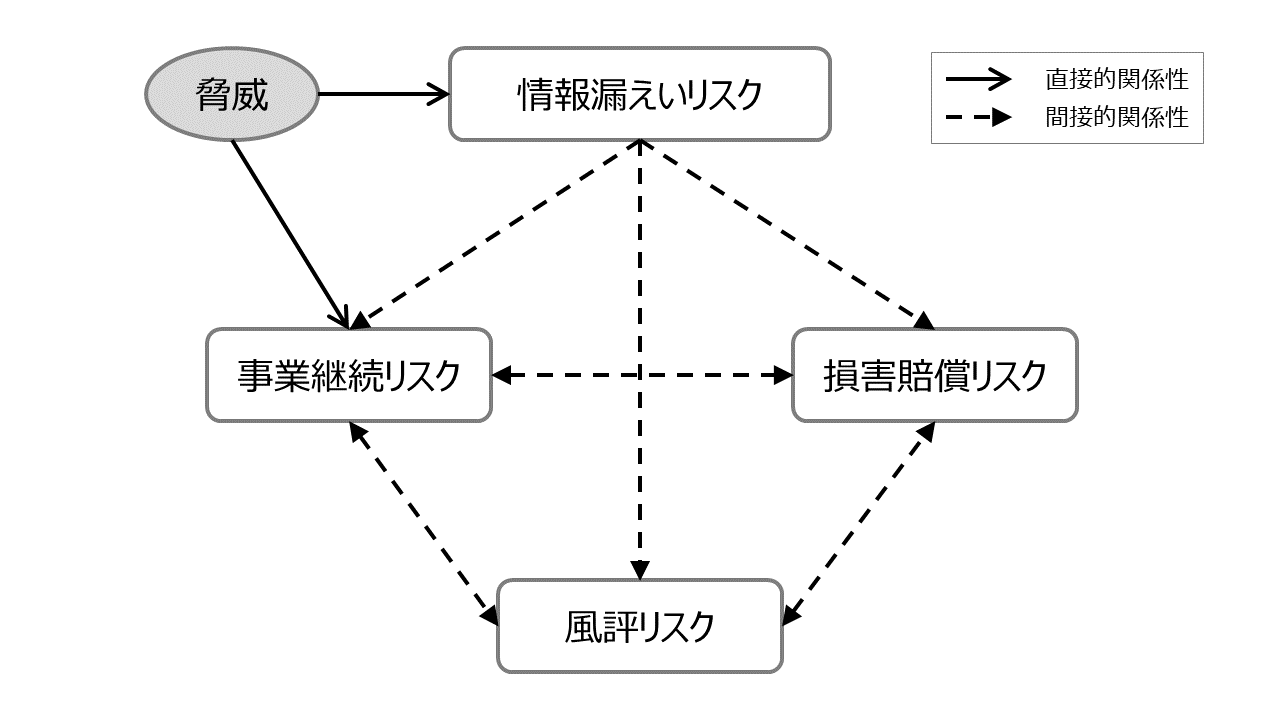 脅威
情報漏えいリスク
直接的関係性
間接的関係性
事業継続リスク
損害賠償リスク
風評リスク